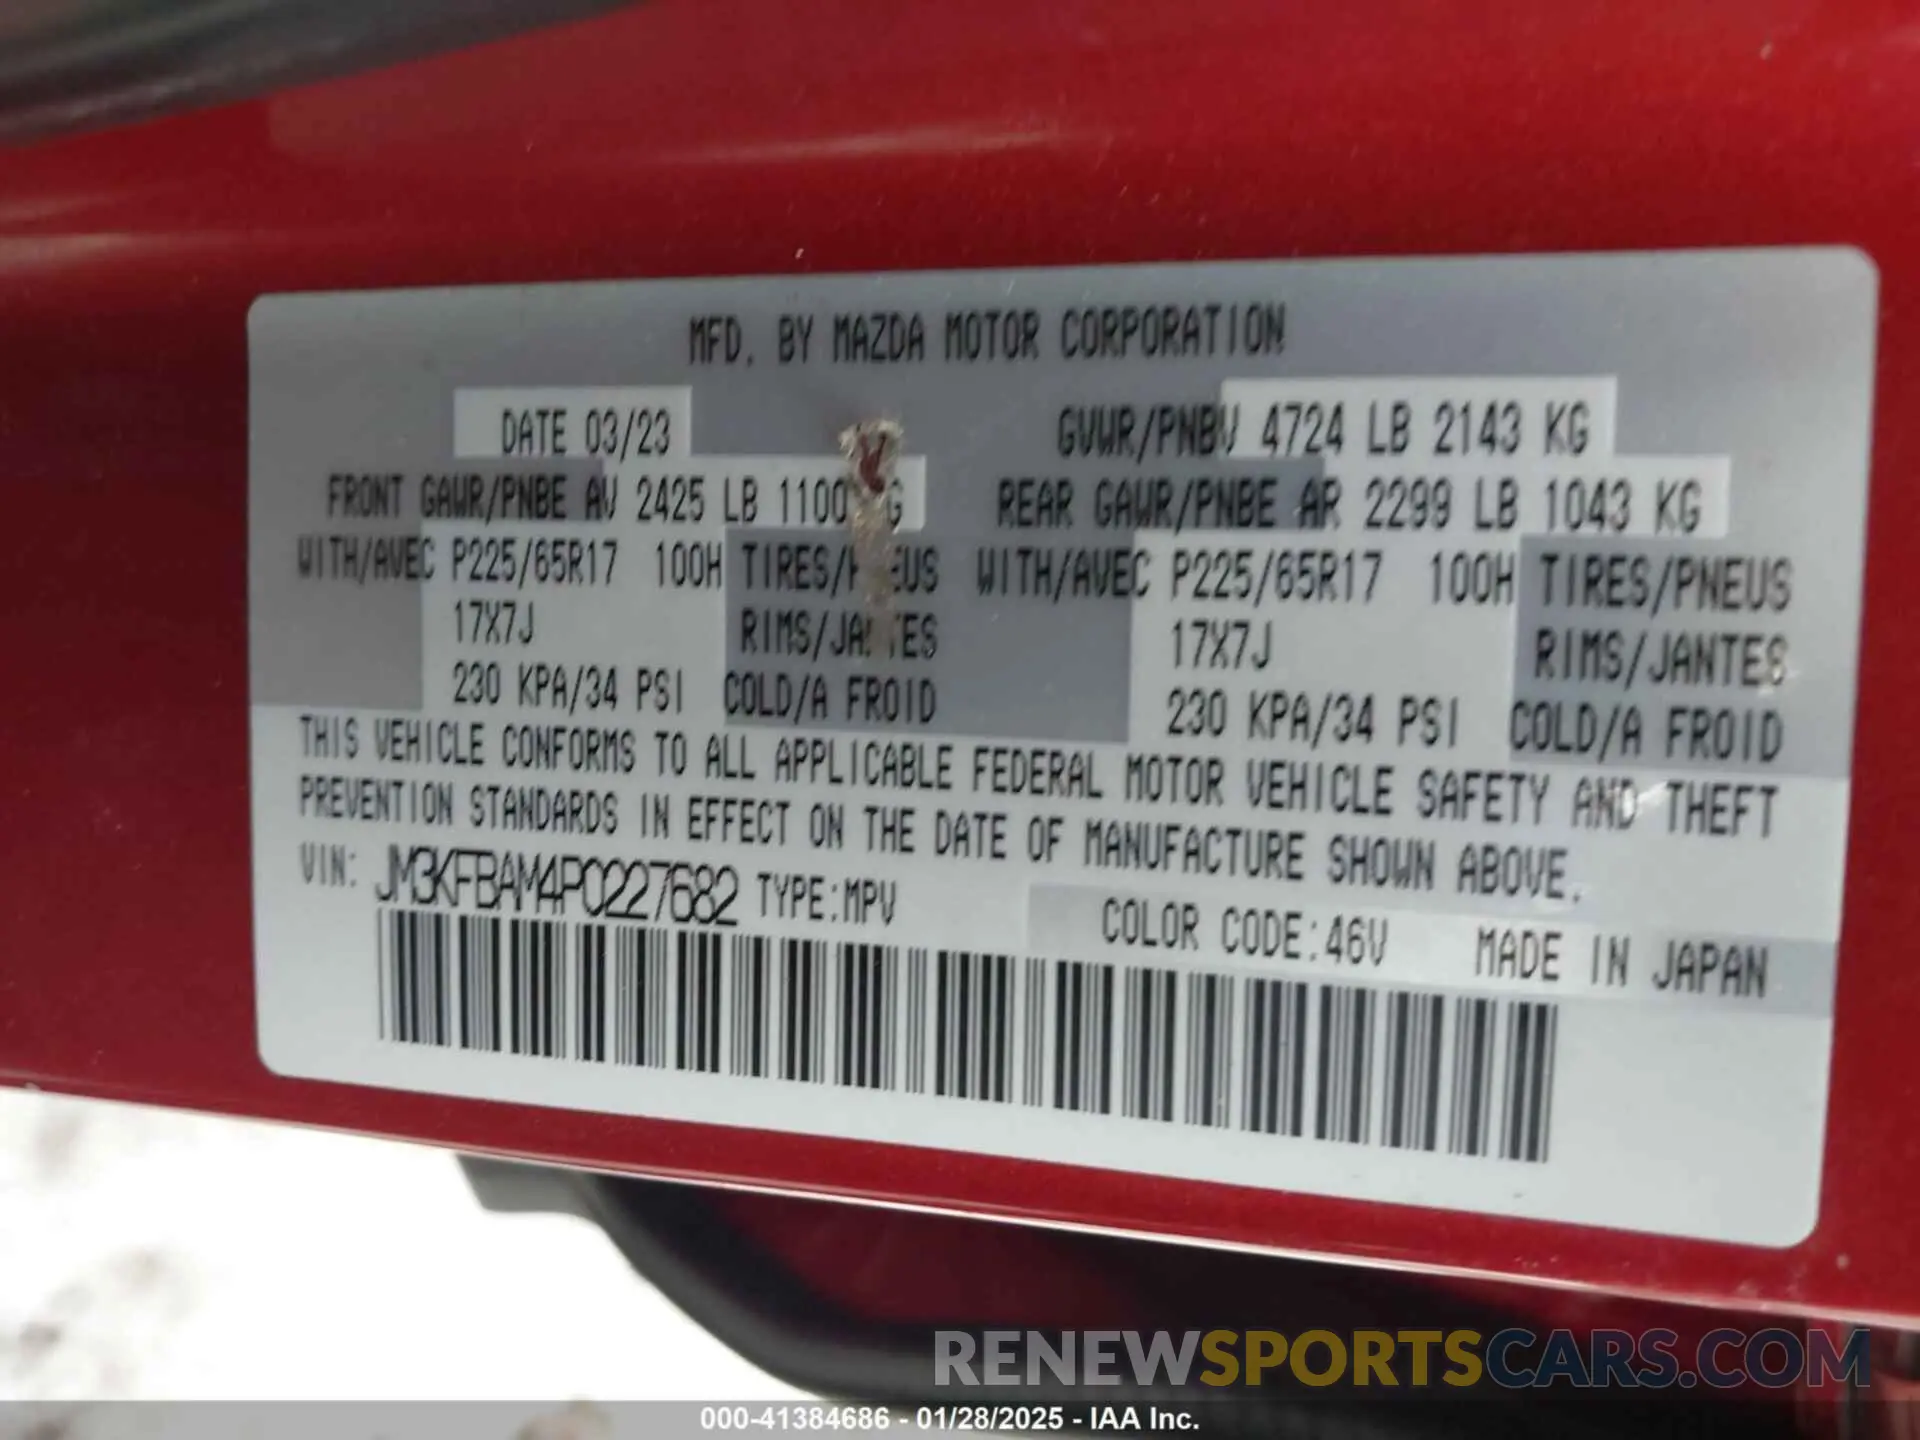 MFD. BY MAZDA MOTOR CORPORATION
DATE 03/23 GVWR/PNBV 4724 LB 2143 KG
FRONT GAWR/PNBE AV 2425 LB 1100 KG REAR GAWR/PNBE AR 2299 LB 1043 KG
WITH/AVEC P225/65R17 100H TIRES/PNEUS WITH/AVEC P225/65R17 100H TIRES/PNEUS
17X7J RIMS/JANTES 17X7J RIMS/JANTES
230 KPA/34 PSI COLD/A FROID 230 KPA/34 PSI COLD/A FROID
THIS VEHICLE CONFORMS TO ALL APPLICABLE FEDERAL MOTOR VEHICLE SAFETY AND THEFT
PREVENTION STANDARDS IN EFFECT ON THE DATE OF MANUFACTURE SHOWN ABOVE.
VIN: JM3KFBAM4P0227682 TYPE:MPV COLOR CODE:46V MADE IN JAPAN
RENEWSPORTSCARS.COM
000-41384686 - 01/28/2025 - IAA Inc.